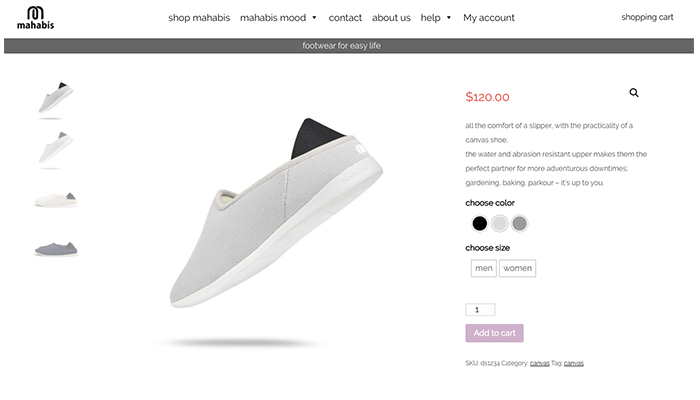 mahabis
shop mahabis
mahabis mood
contact
about us
help
My account
shopping cart
footwear for easy life
$120.00
all the comfort of a slipper, with the practicality of a
canvas shoe.
the water and abrasion resistant upper makes them the
perfect partner for more adventurous downtimes;
gardening, baking, parkour – it's up to you.
choose color
choose size
men
women
1
Add to cart
SKU: ds1234 Category: canvas Tag: canvas